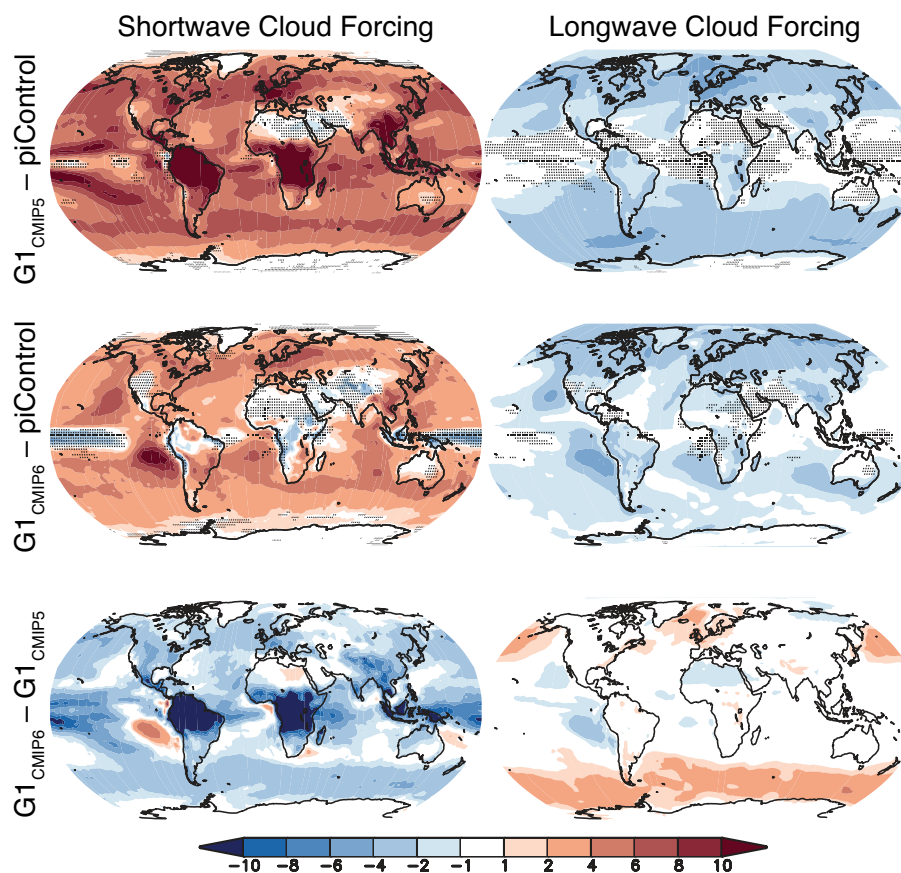 Shortwave Cloud Forcing
Longwave Cloud Forcing
G1CMIP5 – piControl
G1CMIP6 – piControl
G1CMIP6 – G1CMIP5
−10 −8 −6 −4 −2 −1 1 2 4 6 8 10